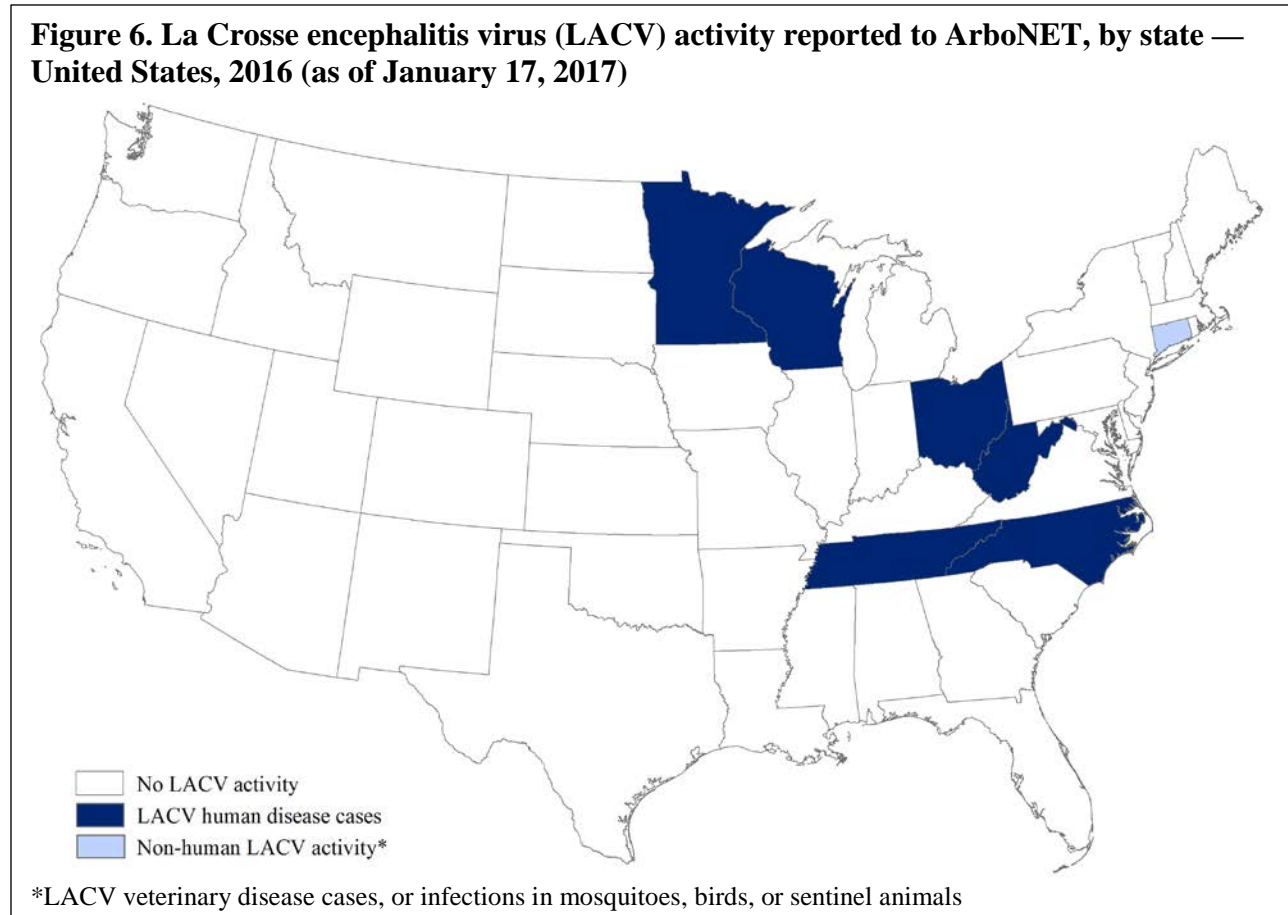 Figure 6. La Crosse encephalitis virus (LACV) activity reported to ArboNET, by state —
United States, 2016 (as of January 17, 2017)
No LACV activity
LACV human disease cases
Non-human LACV activity*
*LACV veterinary disease cases, or infections in mosquitoes, birds, or sentinel animals